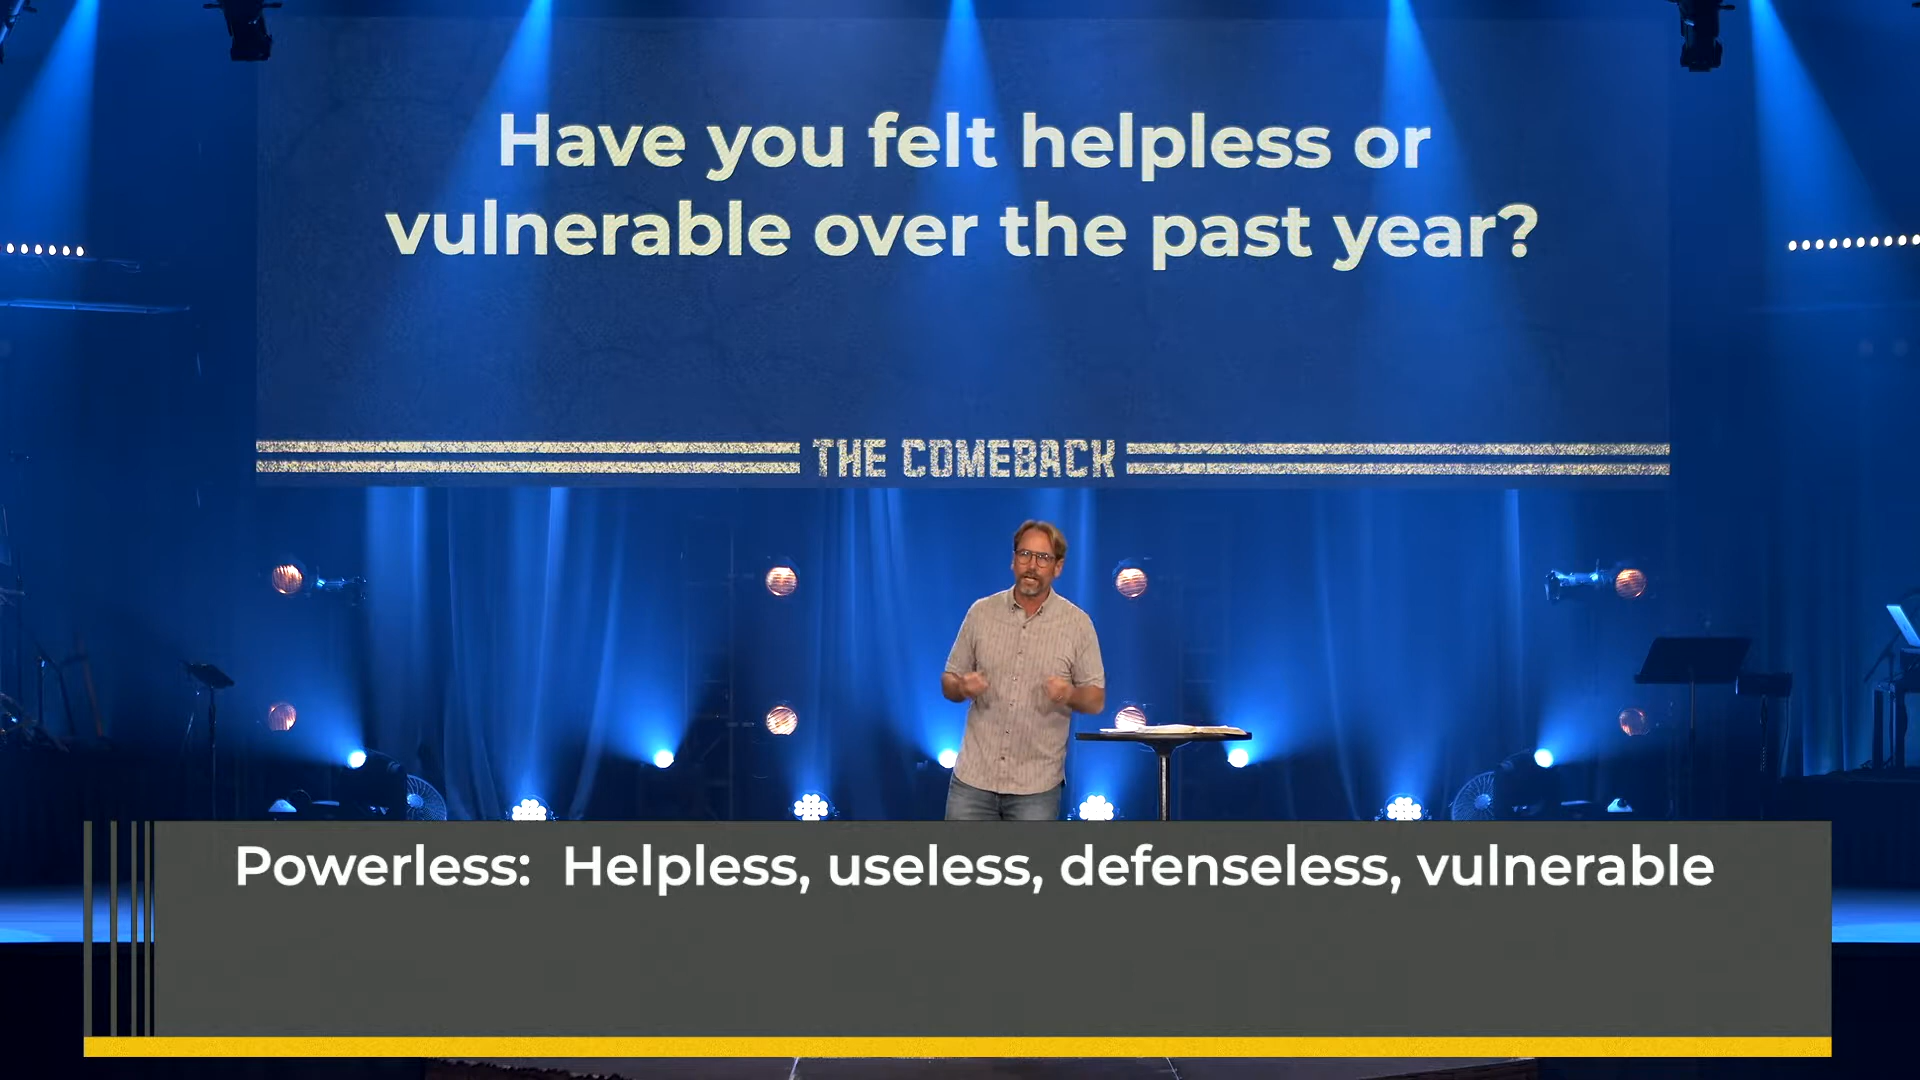 Have you felt helpless or
vulnerable over the past year?
THE COMEBACK
Powerless:  Helpless, useless, defenseless, vulnerable